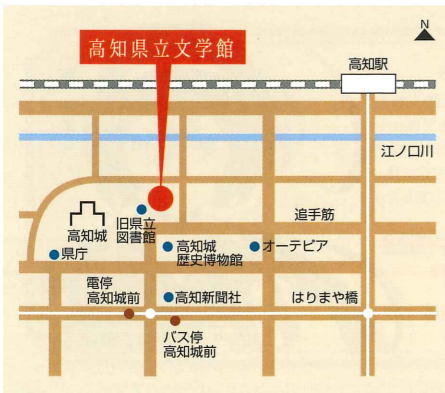 N
高知県立文学館
高知駅
江ノ口川
追手筋
旧県立
図書館
高知城
高知城
歴史博物館
オーテピア
県庁
電停
高知城前
高知新聞社
はりまや橋
バス停
高知城前